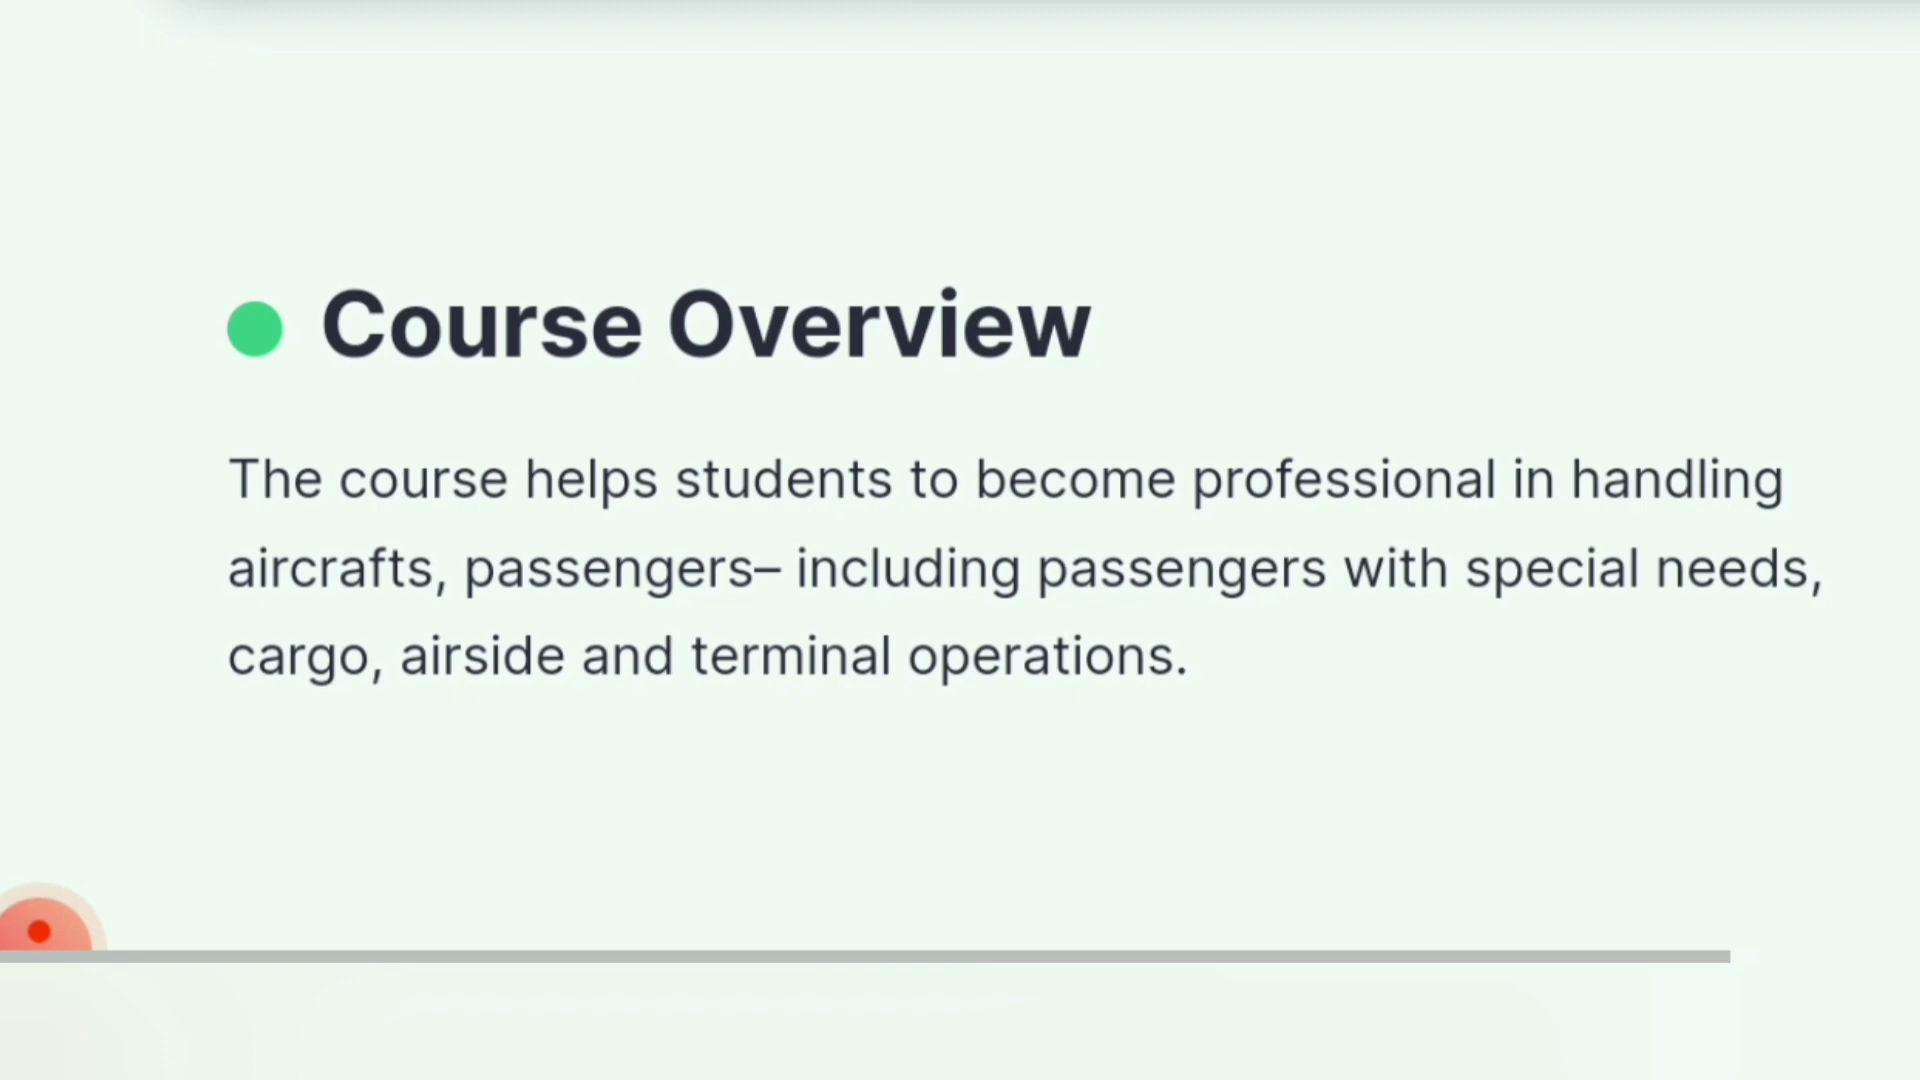 Course Overview
The course helps students to become professional in handling
aircrafts, passengers– including passengers with special needs,
cargo, airside and terminal operations.